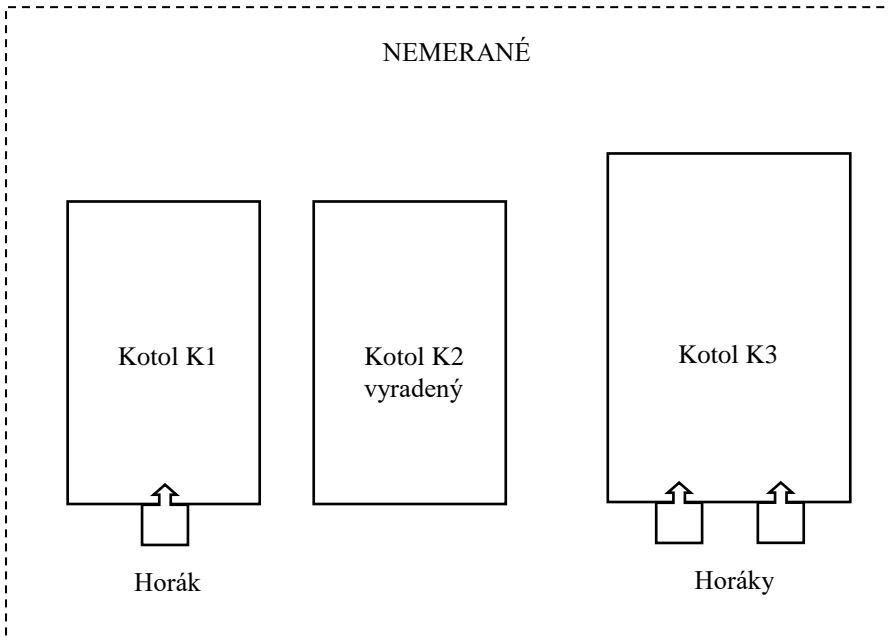 NEMERANÉ
Kotol K1
Kotol K2
vyradený
Kotol K3
Horák
Horáky